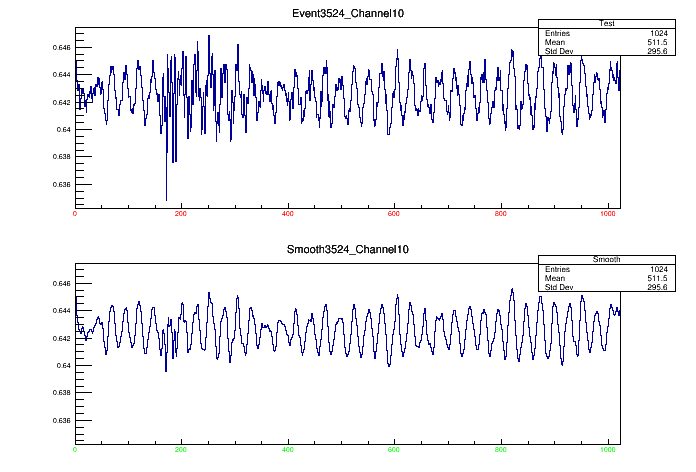 Event3524_Channel10
Test
Entries 1024
Mean 511.5
Std Dev 295.6
0.646
0.644
0.642
0.64
0.638
0.636
0 200 400 600 800 1000
Smooth3524_Channel10
Smooth
Entries 1024
Mean 511.5
Std Dev 295.6
0.646
0.644
0.642
0.64
0.638
0.636
0 200 400 600 800 1000